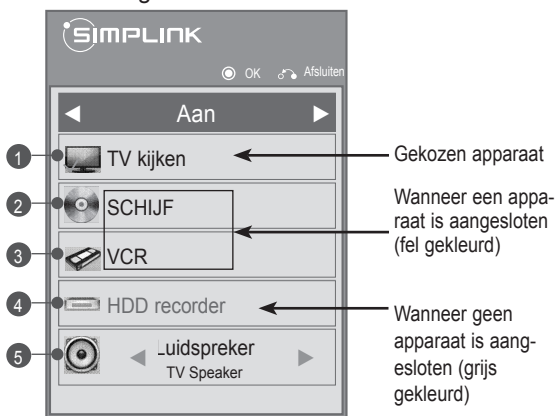 SIMPLINK
OK Afsluiten
Aan
1 TV kijken
Gekozen apparaat
2 SCHIJF
Wanneer een appa-
raat is aangesloten
(fel gekleurd)
3 VCR
4 HDD recorder
Wanneer geen
apparaat is aang-
esloten (grijs
gekleurd)
5 Luidspreker
TV Speaker